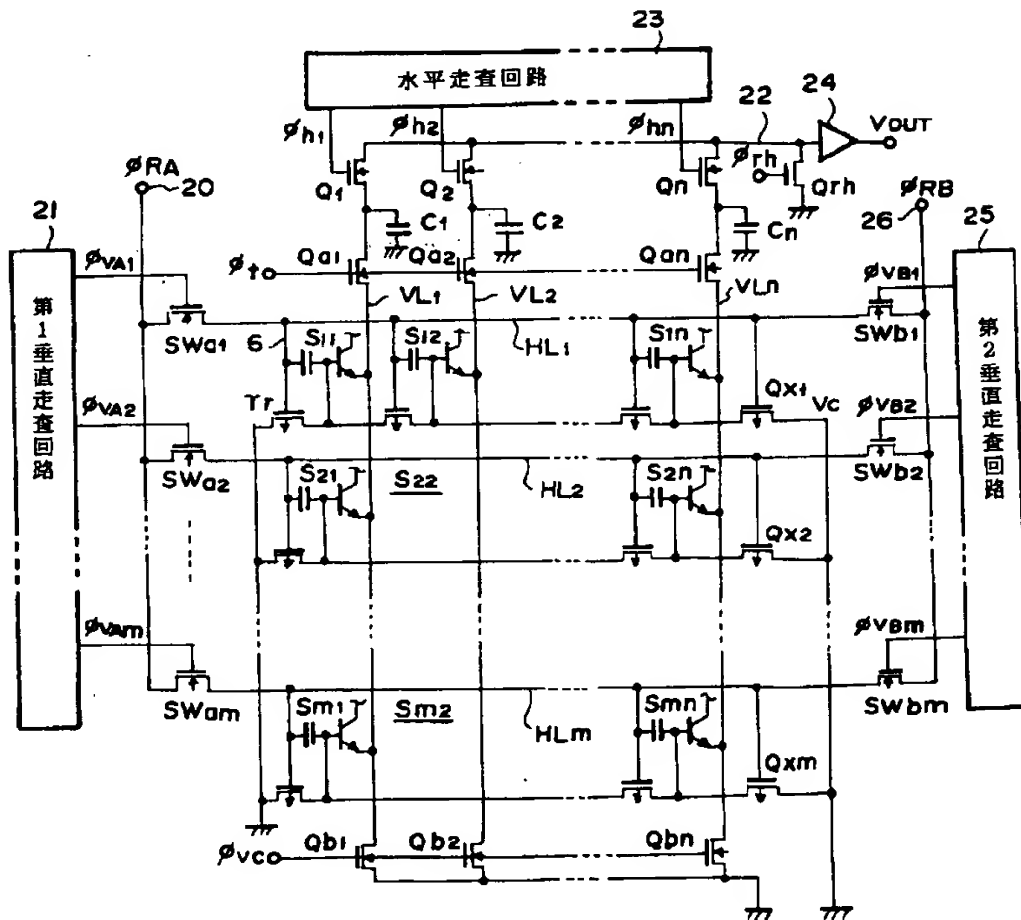 23
水平走査回路
24
22
VOUT
φh1
φh2
φhn
φrh
Qrh
φRA
20
Q1
Q2
Qn
φRB
26
21
第1垂直走査回路
C1
C2
Cn
25
第2垂直走査回路
φt
Qa1
Qa2
Qan
φVA1
VL1
VL2
VLn
φVB1
SWa1
6
S11
S12
HL1
S1n
SWb1
Tr
Qx1
Vc
φVA2
φVB2
SWa2
S21
S22
HL2
S2n
SWb2
Qx2
φVAm
φVBm
SWam
Sm1
Sm2
HLm
Smn
SWbm
Qxm
φVC
Qb1
Qb2
Qbn